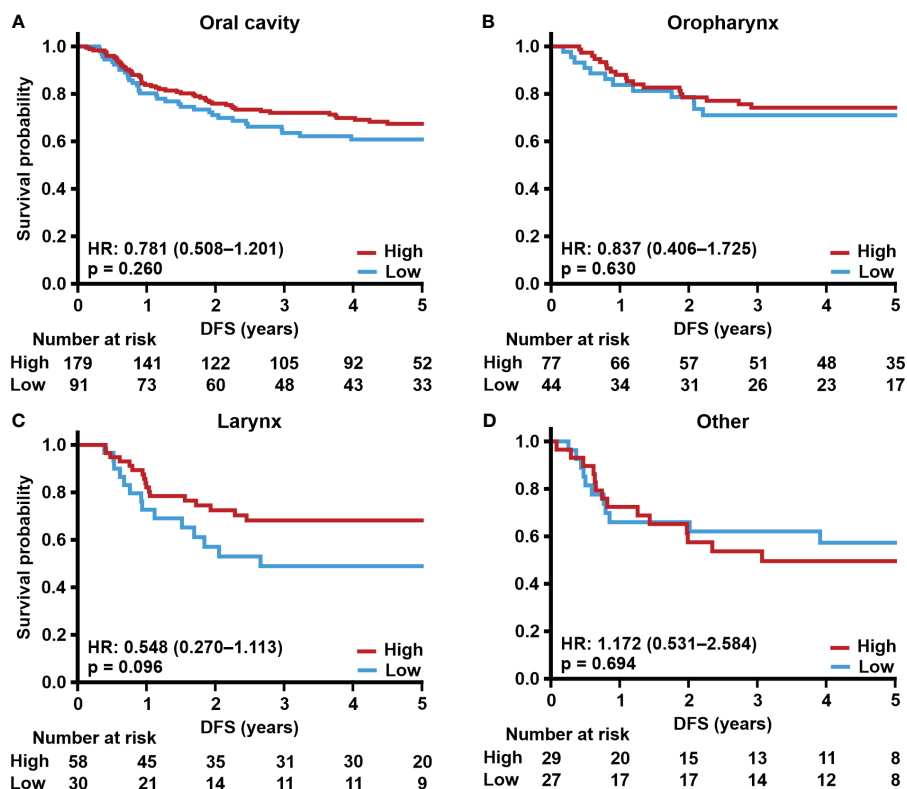 A
Oral cavity
Survival probability
1.0
0.8
0.6
0.4
0.2
0.0
HR: 0.781 (0.508–1.201)
p = 0.260
High
Low
0 1 2 3 4 5
DFS (years)
Number at risk
High 179 141 122 105 92 52
Low 91 73 60 48 43 33
B
Oropharynx
1.0
0.8
0.6
0.4
0.2
0.0
HR: 0.837 (0.406–1.725)
p = 0.630
High
Low
0 1 2 3 4 5
DFS (years)
Number at risk
High 77 66 57 51 48 35
Low 44 34 31 26 23 17
C
Larynx
Survival probability
1.0
0.8
0.6
0.4
0.2
0.0
HR: 0.548 (0.270–1.113)
p = 0.096
High
Low
0 1 2 3 4 5
DFS (years)
Number at risk
High 58 45 35 31 30 20
Low 30 21 14 11 11 9
D
Other
1.0
0.8
0.6
0.4
0.2
0.0
HR: 1.172 (0.531–2.584)
p = 0.694
High
Low
0 1 2 3 4 5
DFS (years)
Number at risk
High 29 20 15 13 11 8
Low 27 17 17 14 12 8